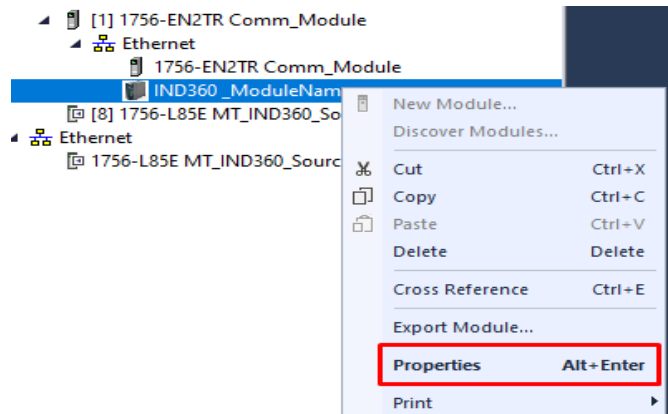 [1] 1756-EN2TR Comm_Module
Ethernet
1756-EN2TR Comm_Module
IND360 _ModuleNam
[8] 1756-L85E MT_IND360_So
Ethernet
1756-L85E MT_IND360_Sourc
New Module...
Discover Modules...
Cut Ctrl+X
Copy Ctrl+C
Paste Ctrl+V
Delete Delete
Cross Reference Ctrl+E
Export Module...
Properties Alt+Enter
Print